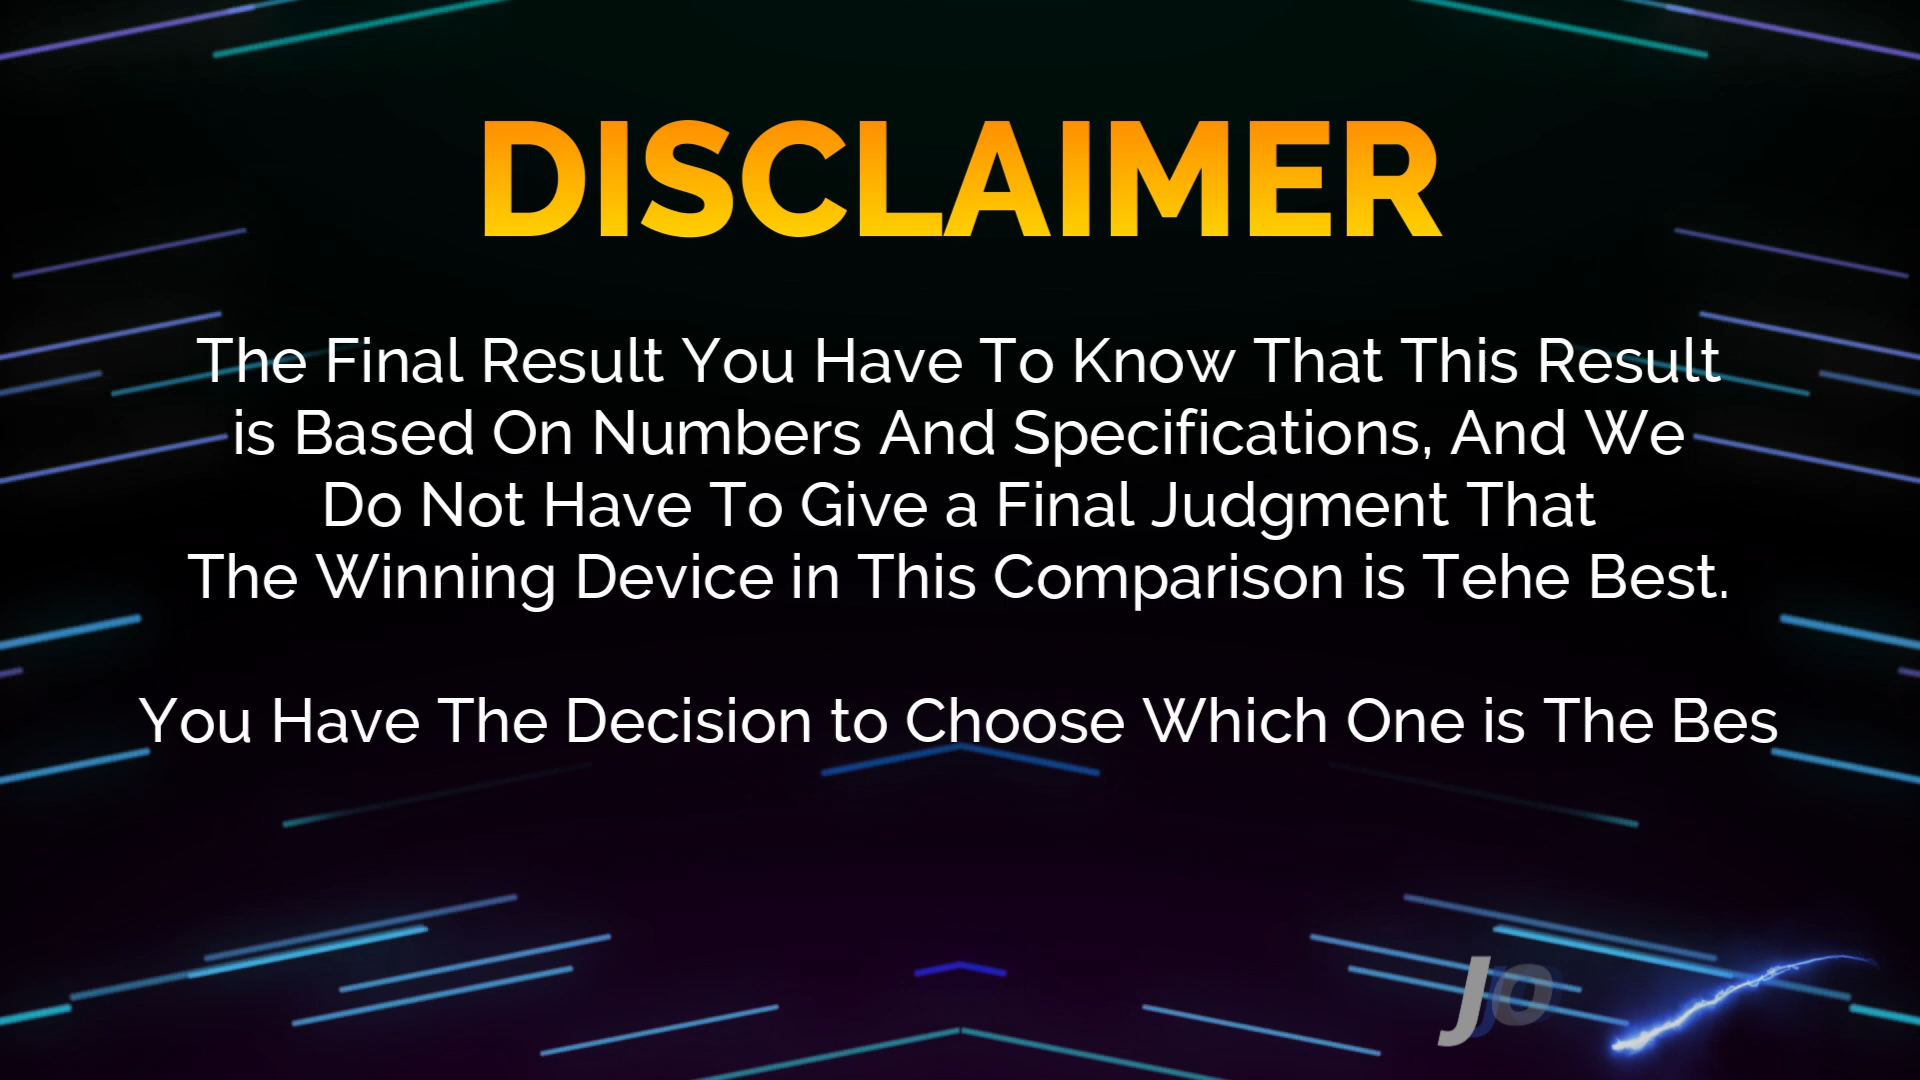 DISCLAIMER
The Final Result You Have To Know That This Result
is Based On Numbers And Specifications, And We
Do Not Have To Give a Final Judgment That
The Winning Device in This Comparison is Tehe Best.
You Have The Decision to Choose Which One is The Bes
JO